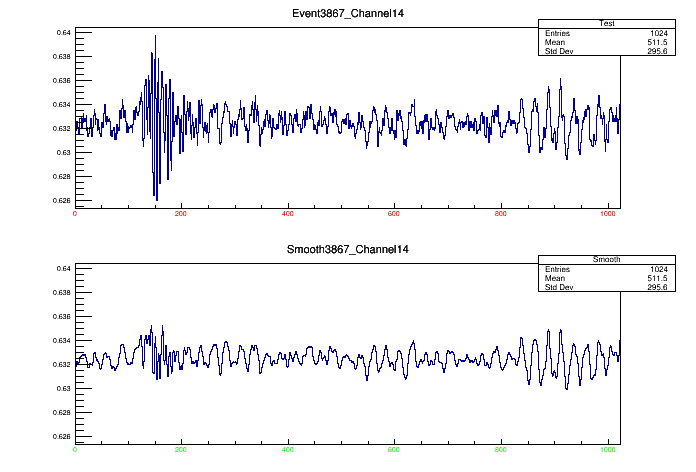 Event3867_Channel14
Test
Entries 1024
Mean 511.5
Std Dev 295.6
0.64
0.638
0.636
0.634
0.632
0.63
0.628
0.626
0 200 400 600 800 1000
Smooth3867_Channel14
Smooth
Entries 1024
Mean 511.5
Std Dev 295.6
0.64
0.638
0.636
0.634
0.632
0.63
0.628
0.626
0 200 400 600 800 1000